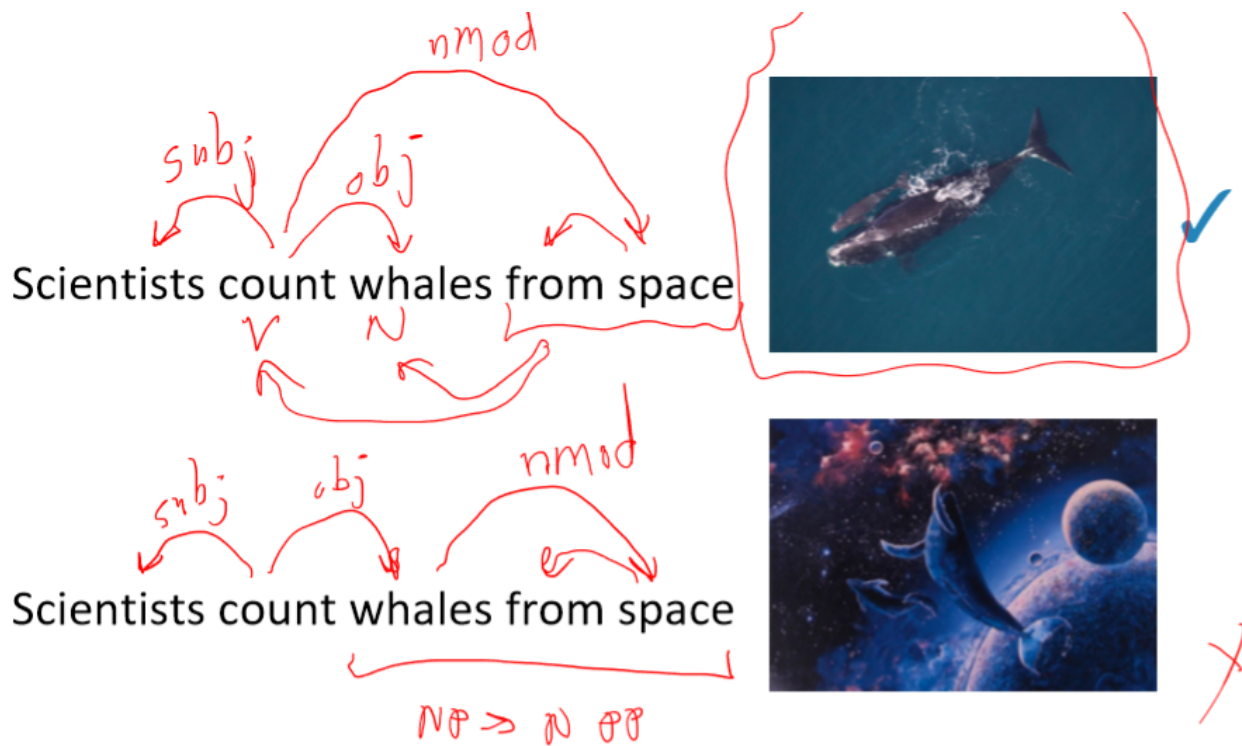 nmod
subj
obj
Scientists count whales from space
V N
nmod
subj obj
Scientists count whales from space
NP → N PP